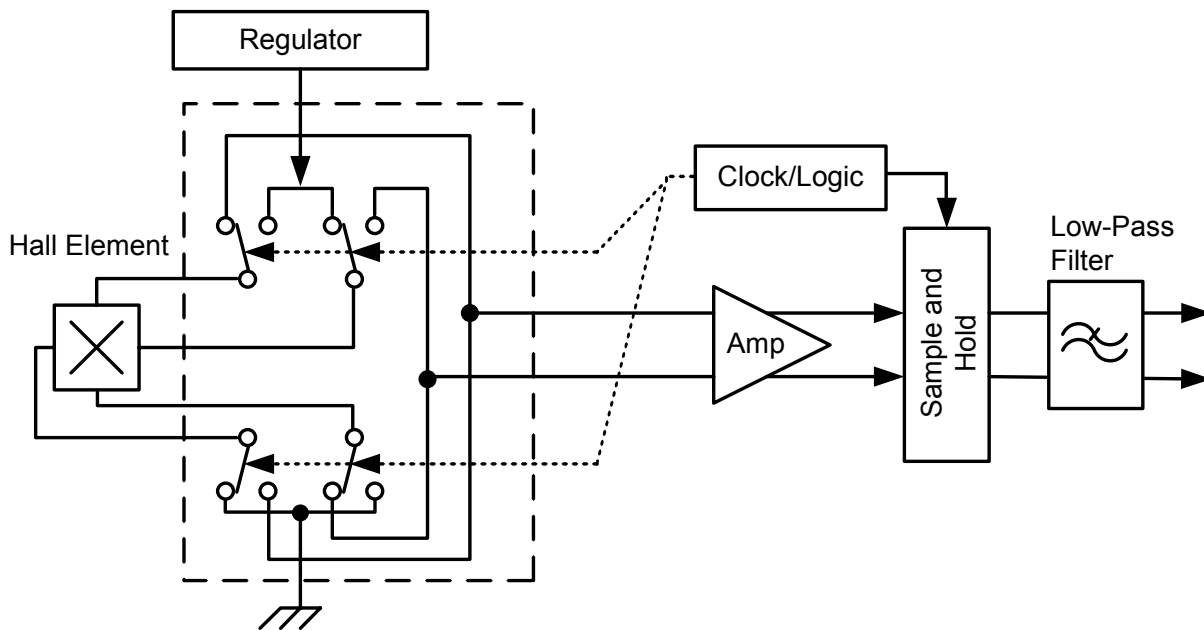 Regulator
Clock/Logic
Hall Element
Low-Pass
Filter
Amp
Sample and
Hold